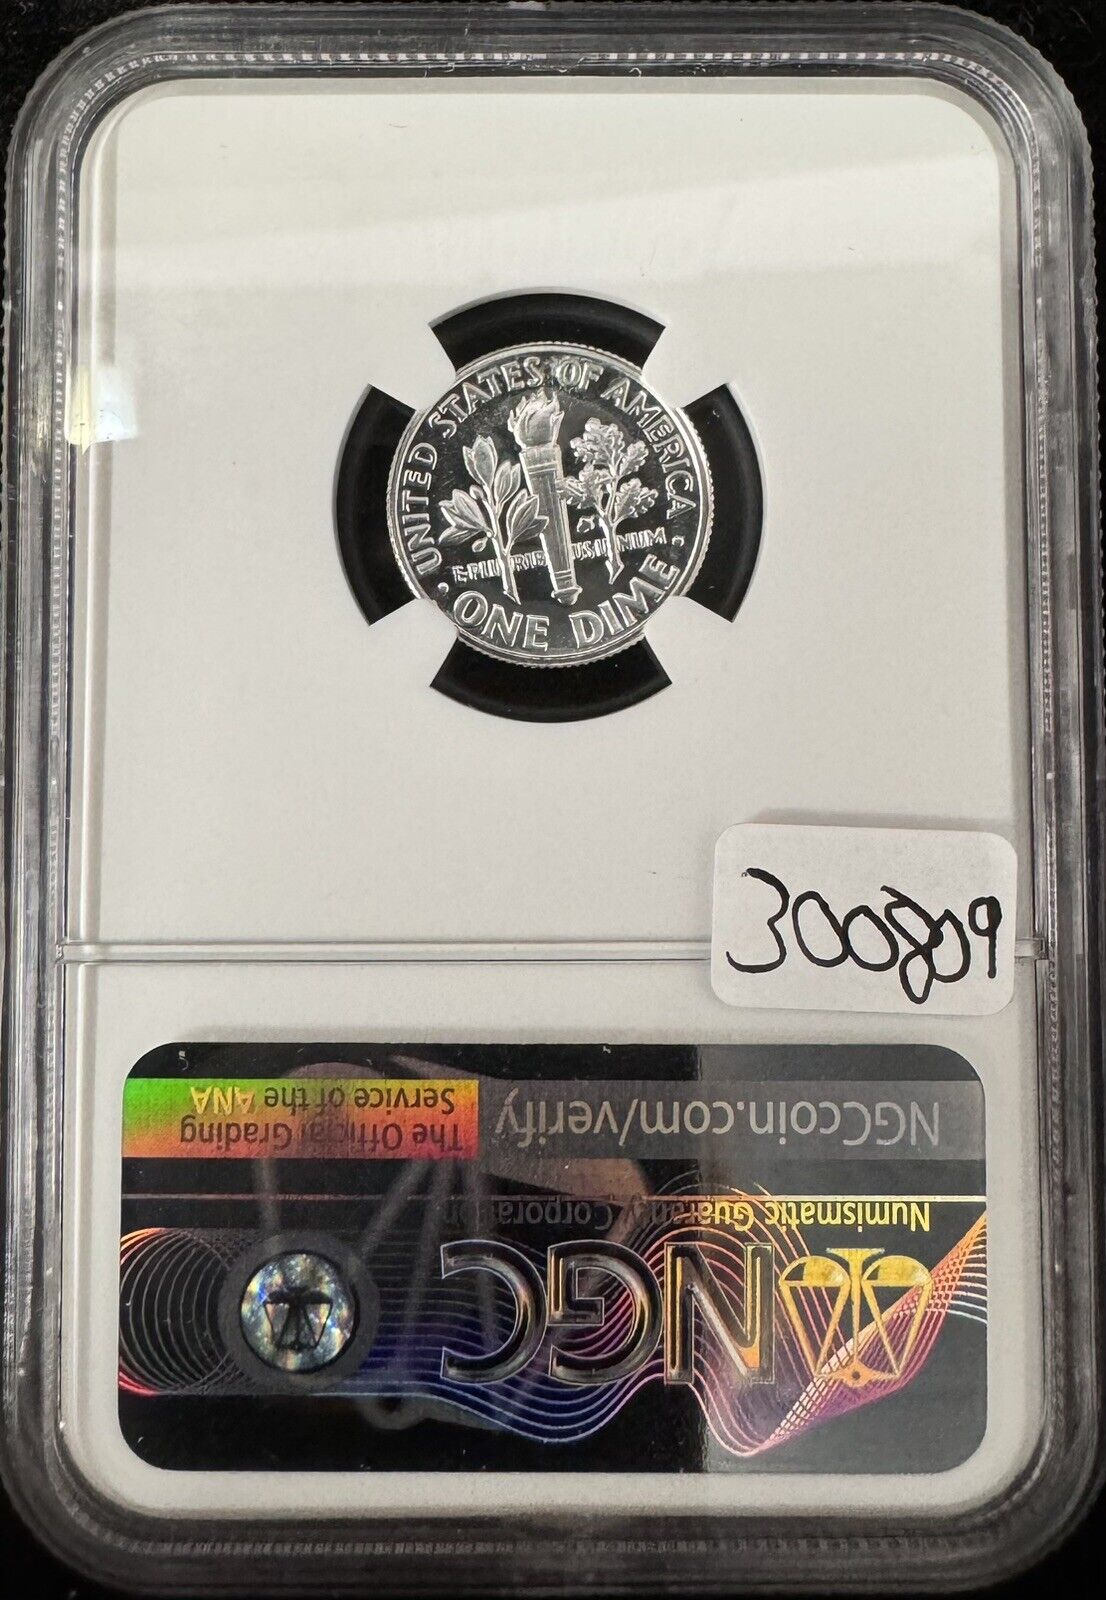 UNITED STATES OF AMERICA
E PLURIBUS UNUM
ONE DIME
300809
NGCcoin.com/verify
The Official Grading
Service of the ANA
Numismatic Guaranty Corporation
NGC